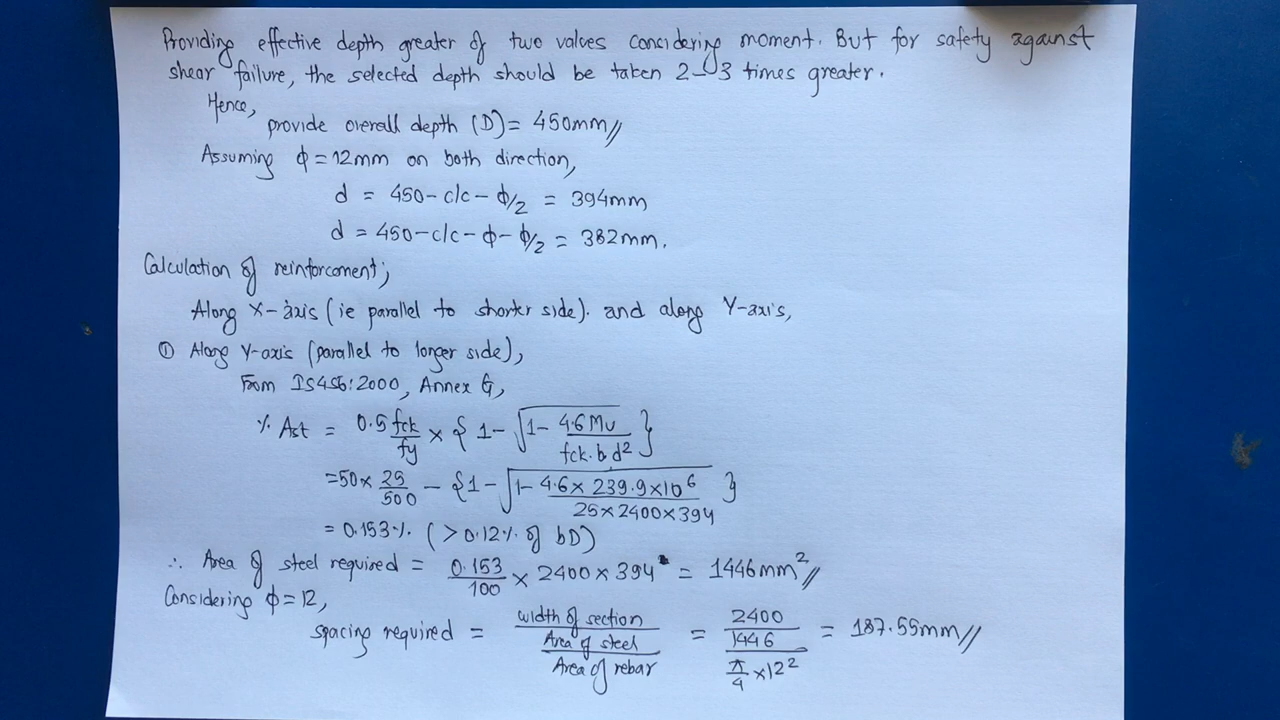 Providing effective depth greater of two values considering moment. But for safety against
shear failure, the selected depth should be taken 2-3 times greater.
Hence,
provide overall depth (D) = 450mm//
Assuming ϕ = 12mm on both direction,
d = 450 - c/c - ϕ/2 = 394mm
d = 450 - c/c - ϕ - ϕ/2 = 382mm.
Calculation of reinforcement;
Along X-axis (ie parallel to shorter side). and along Y-axis,
① Along Y-axis (parallel to longer side),
From IS456:2000, Annex G,
% Ast = 0.5 fck/fy × { 1 - √(1 - 4.6 Mu / fck.b d²) }
= 50 × 25/500 - { 1 - √(1 - 4.6 × 239.9 × 10⁶ / 25 × 2400 × 394) }
= 0.153% ( > 0.12% of bD)
∴ Area of steel required = 0.153/100 × 2400 × 394 = 1446mm²//
Considering ϕ = 12,
spacing required = width of section / (Area of steel / Area of rebar) = 2400 / (1446 / (π/4 × 12²)) = 187.55mm//